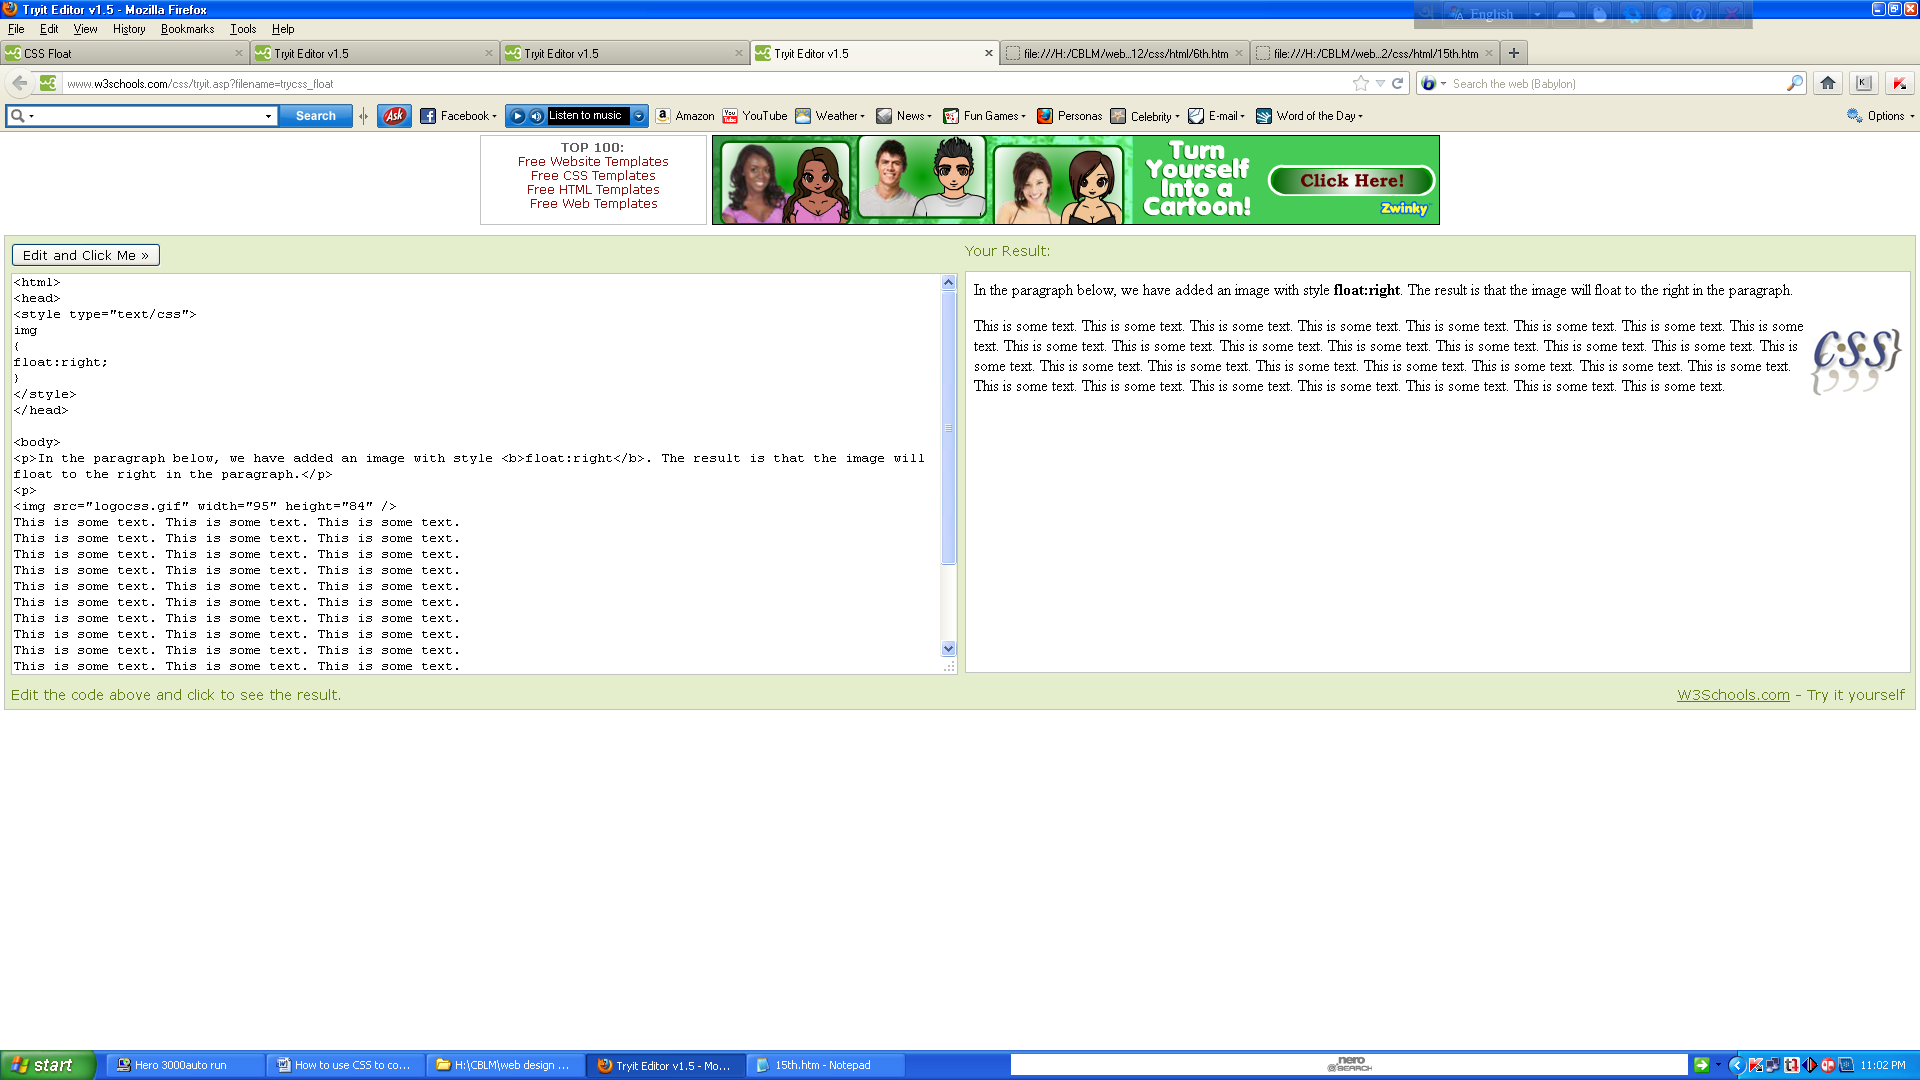 Tryit Editor v1.5 - Mozilla Firefox
English
File Edit View History Bookmarks Tools Help
CSS Float
Tryit Editor v1.5
Tryit Editor v1.5
Tryit Editor v1.5
file:///H:/CBLM/web...12/css/html/6th.htm
file:///H:/CBLM/web...2/css/html/15th.htm
www.w3schools.com/css/tryit.asp?filename=trycss_float
Search the web (Babylon)
Search
Ask
Facebook
Listen to music
Amazon
YouTube
Weather
News
Fun Games
Personas
Celebrity
E-mail
Word of the Day
Options
TOP 100:
Free Website Templates
Free CSS Templates
Free HTML Templates
Free Web Templates
Turn
Yourself
Into a
Cartoon!
Click Here!
Zwinky
Edit and Click Me »
Your Result:
<html>
<head>
<style type="text/css">
img
{
float:right;
}
</style>
</head>
<body>
<p>In the paragraph below, we have added an image with style <b>float:right</b>. The result is that the image will
float to the right in the paragraph.</p>
<p>
<img src="logocss.gif" width="95" height="84" />
This is some text. This is some text. This is some text.
This is some text. This is some text. This is some text.
This is some text. This is some text. This is some text.
This is some text. This is some text. This is some text.
This is some text. This is some text. This is some text.
This is some text. This is some text. This is some text.
This is some text. This is some text. This is some text.
This is some text. This is some text. This is some text.
This is some text. This is some text. This is some text.
This is some text. This is some text. This is some text.
In the paragraph below, we have added an image with style float:right. The result is that the image will float to the right in the paragraph.
This is some text. This is some text. This is some text. This is some text. This is some text. This is some text. This is some text. This is some
text. This is some text. This is some text. This is some text. This is some text. This is some text. This is some text. This is some text. This is
some text. This is some text. This is some text. This is some text. This is some text. This is some text. This is some text. This is some text.
This is some text. This is some text. This is some text. This is some text. This is some text. This is some text. This is some text.
{CSS}
Edit the code above and click to see the result.
W3Schools.com - Try it yourself
start
Hero 3000auto run
How to use CSS to co...
H:\CBLM\web design ...
Tryit Editor v1.5 - Mo...
15th.htm - Notepad
nero
SEARCH
11:02 PM